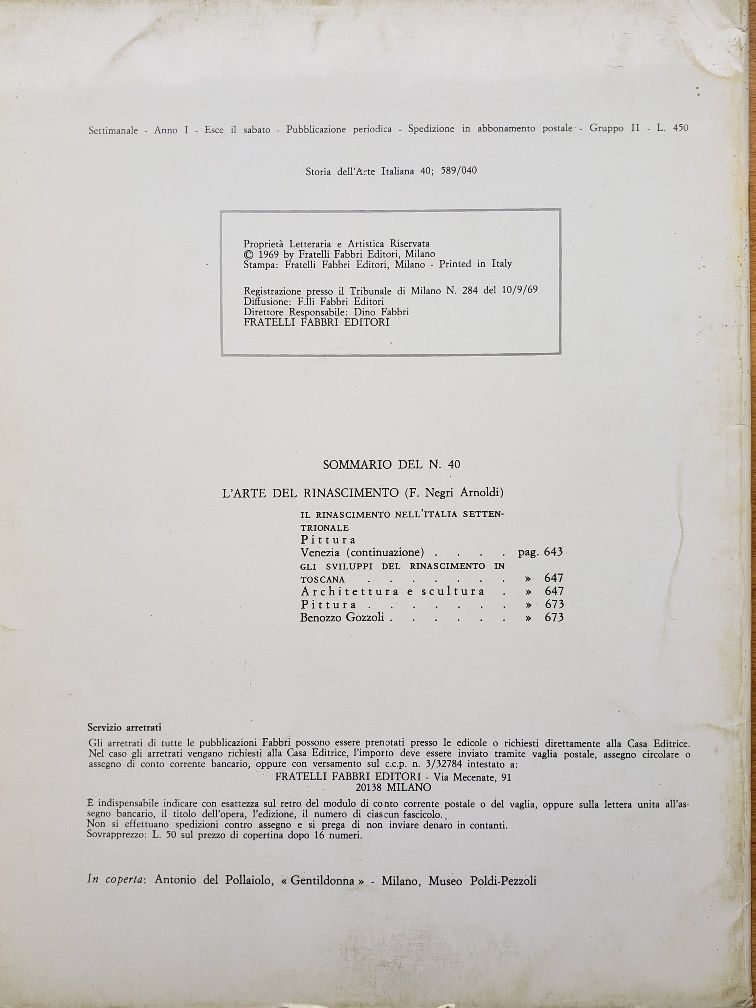 Settimanale - Anno I - Esce il sabato - Pubblicazione periodica - Spedizione in abbonamento postale - Gruppo II - L. 450
Storia dell'Arte Italiana 40; 589/040
Proprietà Letteraria e Artistica Riservata
© 1969 by Fratelli Fabbri Editori, Milano
Stampa: Fratelli Fabbri Editori, Milano - Printed in Italy
Registrazione presso il Tribunale di Milano N. 284 del 10/9/69
Diffusione: F.lli Fabbri Editori
Direttore Responsabile: Dino Fabbri
FRATELLI FABBRI EDITORI
SOMMARIO DEL N. 40
L'ARTE DEL RINASCIMENTO (F. Negri Arnoldi)
IL RINASCIMENTO NELL'ITALIA SETTEN-
TRIONALE
Pittura
Venezia (continuazione) . . . . pag. 643
GLI SVILUPPI DEL RINASCIMENTO IN
TOSCANA . . . . . . . » 647
Architettura e scultura . » 647
Pittura . . . . . . . » 673
Benozzo Gozzoli . . . . . . » 673
Servizio arretrati
Gli arretrati di tutte le pubblicazioni Fabbri possono essere prenotati presso le edicole o richiesti direttamente alla Casa Editrice.
Nel caso gli arretrati vengano richiesti alla Casa Editrice, l'importo deve essere inviato tramite vaglia postale, assegno circolare o
assegno di conto corrente bancario, oppure con versamento sul c.c.p. n. 3/32784 intestato a:
FRATELLI FABBRI EDITORI - Via Mecenate, 91
20138 MILANO
È indispensabile indicare con esattezza sul retro del modulo di conto corrente postale o del vaglia, oppure sulla lettera unita all'as-
segno bancario, il titolo dell'opera, l'edizione, il numero di ciascun fascicolo.
Non si effettuano spedizioni contro assegno e si prega di non inviare denaro in contanti.
Sovrapprezzo: L. 50 sul prezzo di copertina dopo 16 numeri.
In coperta: Antonio del Pollaiolo, « Gentildonna » - Milano, Museo Poldi-Pezzoli